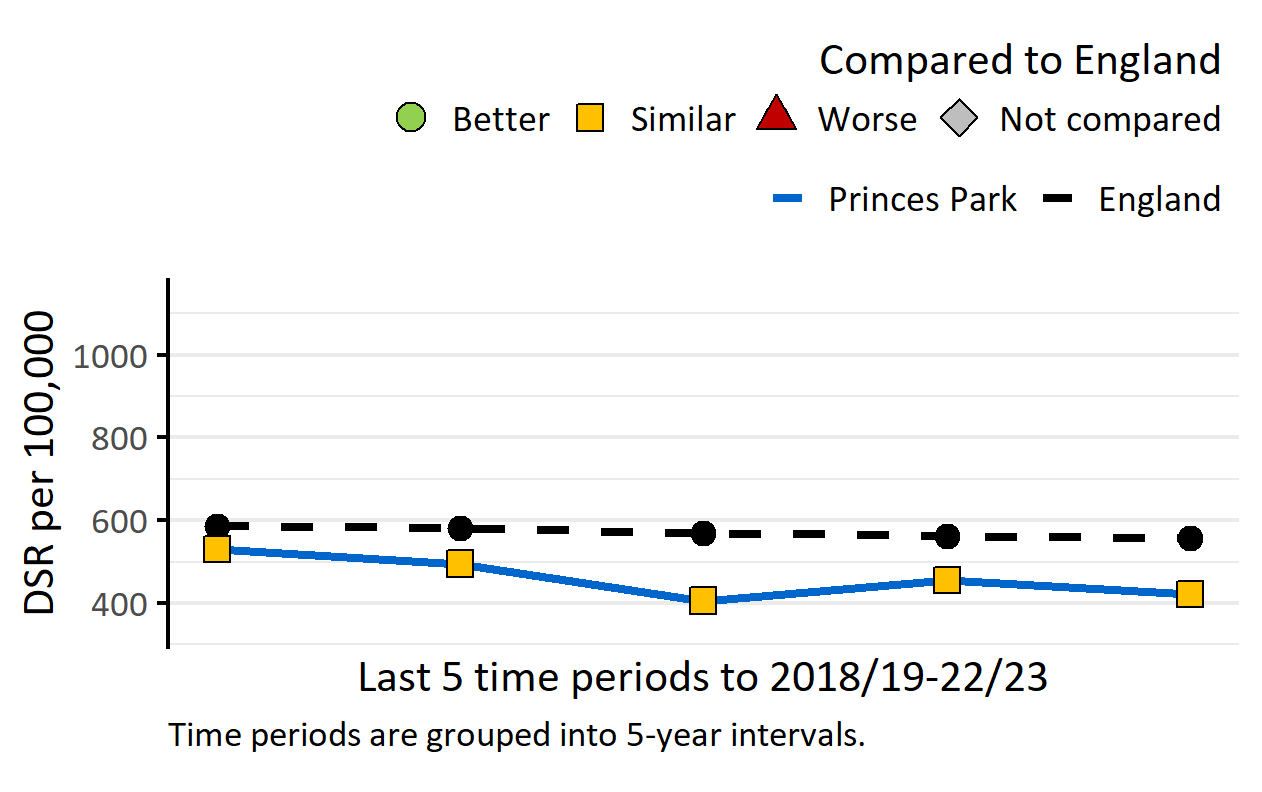 Compared to England
Better Similar Worse Not compared
Princes Park England
DSR per 100,000
1000
800
600
400
Last 5 time periods to 2018/19-22/23
Time periods are grouped into 5-year intervals.